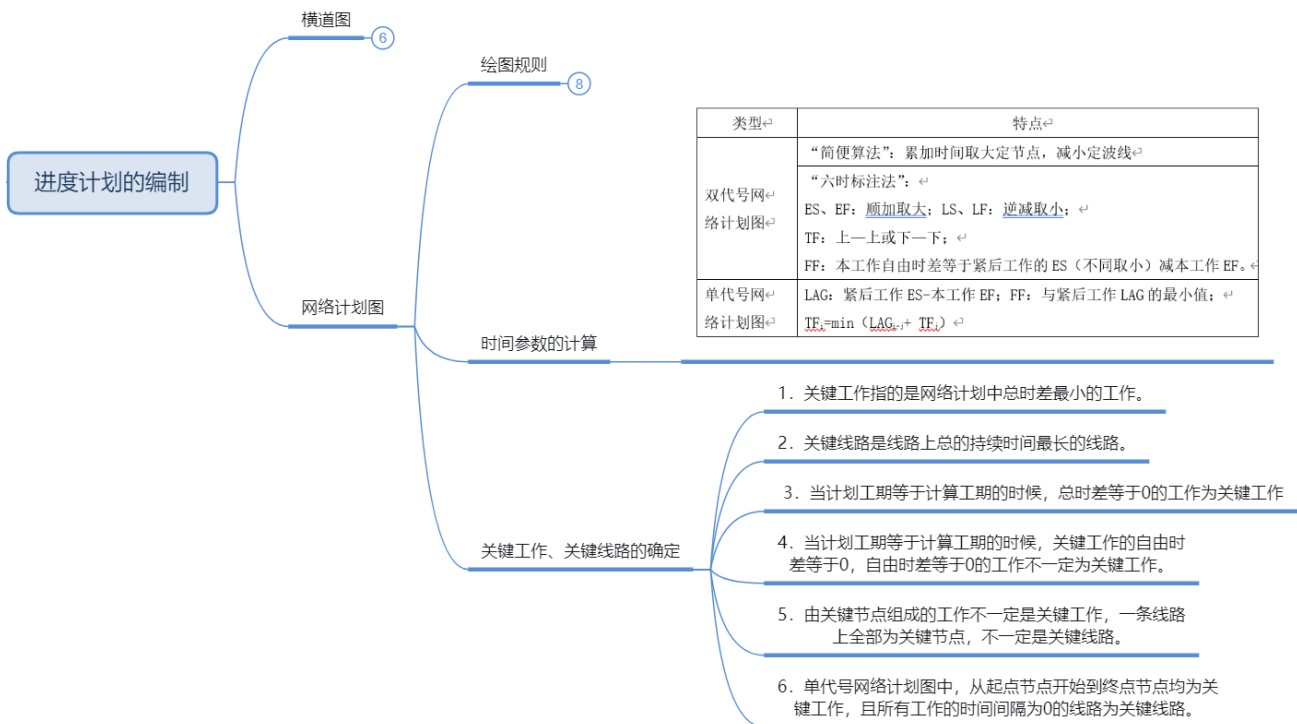 横道图
6
绘图规则
8
进度计划的编制
网络计划图
类型↵
特点↵
双代号网↵
络计划图↵
“简便算法”：累加时间取大定节点，减小定波线↵
“六时标注法”：↵
ES、EF：顺加取大；LS、LF：逆减取小；↵
TF：上—上或下—下；↵
FF：本工作自由时差等于紧后工作的 ES（不同取小）减本工作 EF。↵
单代号网↵
络计划图↵
LAG：紧后工作 ES-本工作 EF；FF：与紧后工作 LAG 的最小值；↵
TFᵢ=min（LAGᵢ₋ⱼ+ TFⱼ）↵
时间参数的计算
关键工作、关键线路的确定
1．关键工作指的是网络计划中总时差最小的工作。
2．关键线路是线路上总的持续时间最长的线路。
3．当计划工期等于计算工期的时候，总时差等于0的工作为关键工作
4．当计划工期等于计算工期的时候，关键工作的自由时
差等于0，自由时差等于0的工作不一定为关键工作。
5．由关键节点组成的工作不一定是关键工作，一条线路
上全部为关键节点，不一定是关键线路。
6．单代号网络计划图中，从起点节点开始到终点节点均为关
键工作，且所有工作的时间间隔为0的线路为关键线路。